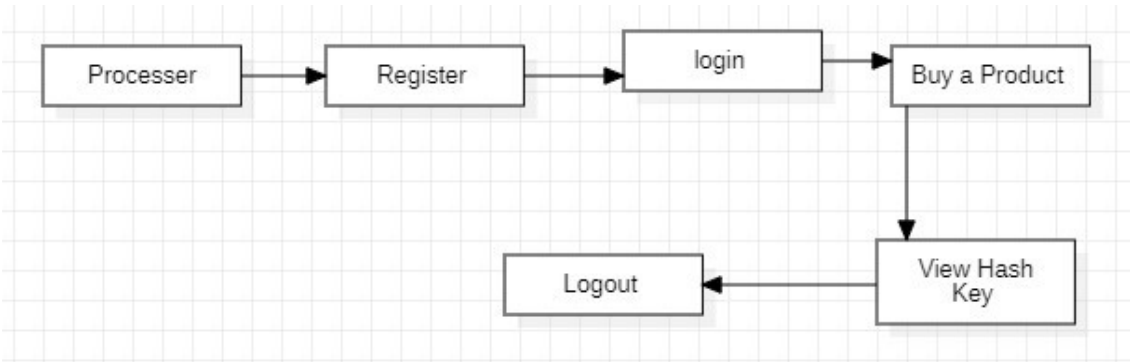 Processer
Register
login
Buy a Product
View Hash
Key
Logout